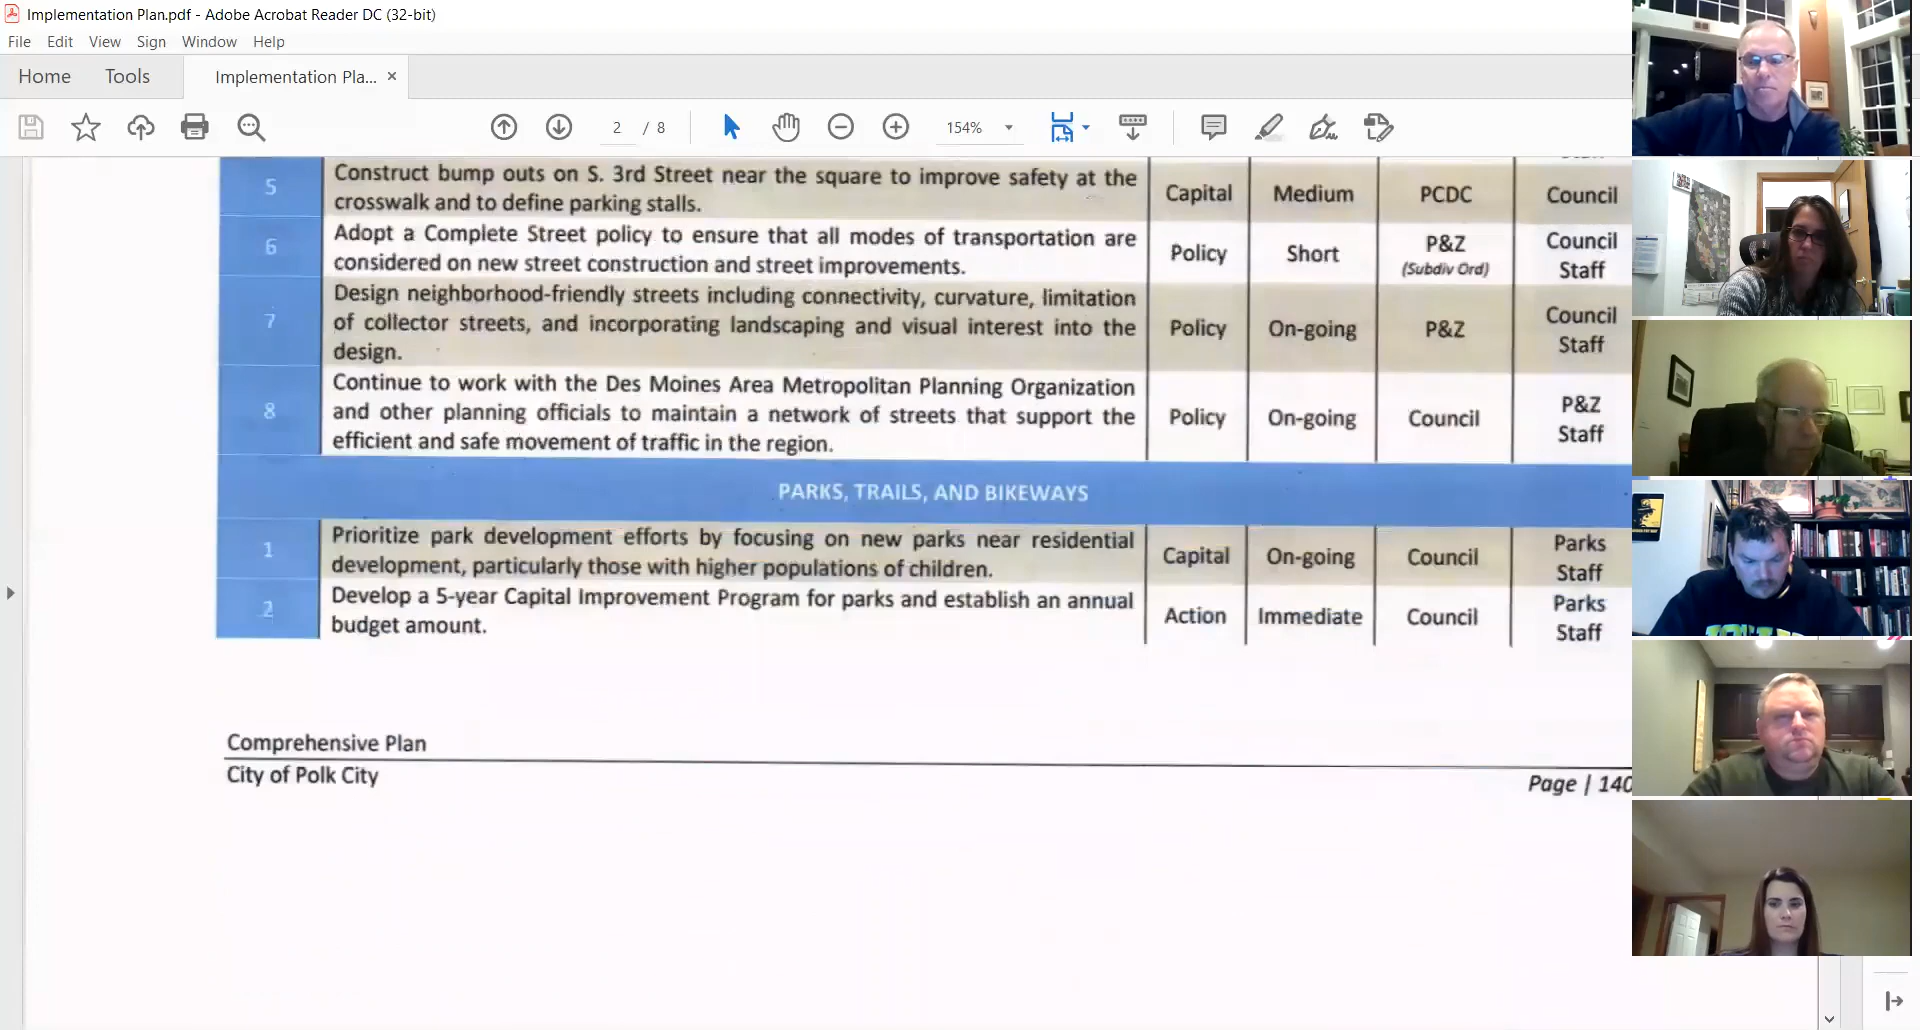 Implementation Plan.pdf - Adobe Acrobat Reader DC (32-bit)
File Edit View Sign Window Help
Home Tools Implementation Pla... ×
2 / 8 154%
5 Construct bump outs on S. 3rd Street near the square to improve safety at the
crosswalk and to define parking stalls.
Capital Medium PCDC Council
6 Adopt a Complete Street policy to ensure that all modes of transportation are
considered on new street construction and street improvements.
Policy Short P&Z
(Subdiv Ord)
Council
Staff
7 Design neighborhood-friendly streets including connectivity, curvature, limitation
of collector streets, and incorporating landscaping and visual interest into the
design.
Policy On-going P&Z
Council
Staff
8 Continue to work with the Des Moines Area Metropolitan Planning Organization
and other planning officials to maintain a network of streets that support the
efficient and safe movement of traffic in the region.
Policy On-going Council
P&Z
Staff
PARKS, TRAILS, AND BIKEWAYS
1 Prioritize park development efforts by focusing on new parks near residential
development, particularly those with higher populations of children.
Capital On-going Council
Parks
Staff
2 Develop a 5-year Capital Improvement Program for parks and establish an annual
budget amount.
Action Immediate Council
Parks
Staff
Comprehensive Plan
City of Polk City
Page | 140